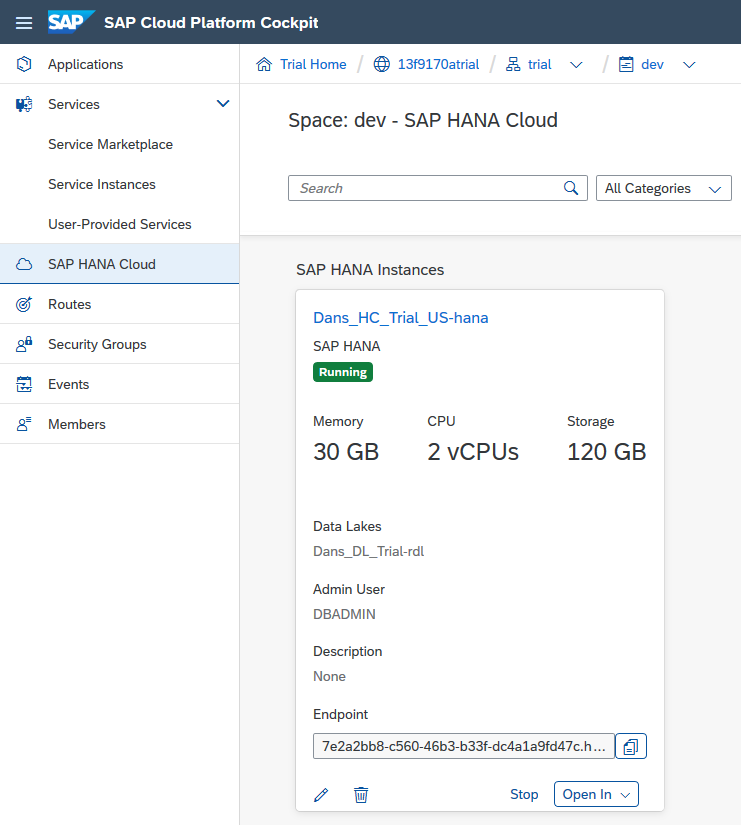 SAP SAP Cloud Platform Cockpit
Applications
Services
Service Marketplace
Service Instances
User-Provided Services
SAP HANA Cloud
Routes
Security Groups
Events
Members
Trial Home / 13f9170atrial / trial / dev
Space: dev - SAP HANA Cloud
Search
All Categories
SAP HANA Instances
Dans_HC_Trial_US-hana
SAP HANA
Running
Memory CPU Storage
30 GB 2 vCPUs 120 GB
Data Lakes
Dans_DL_Trial-rdl
Admin User
DBADMIN
Description
None
Endpoint
7e2a2bb8-c560-46b3-b33f-dc4a1a9fd47c.h...
Stop Open In